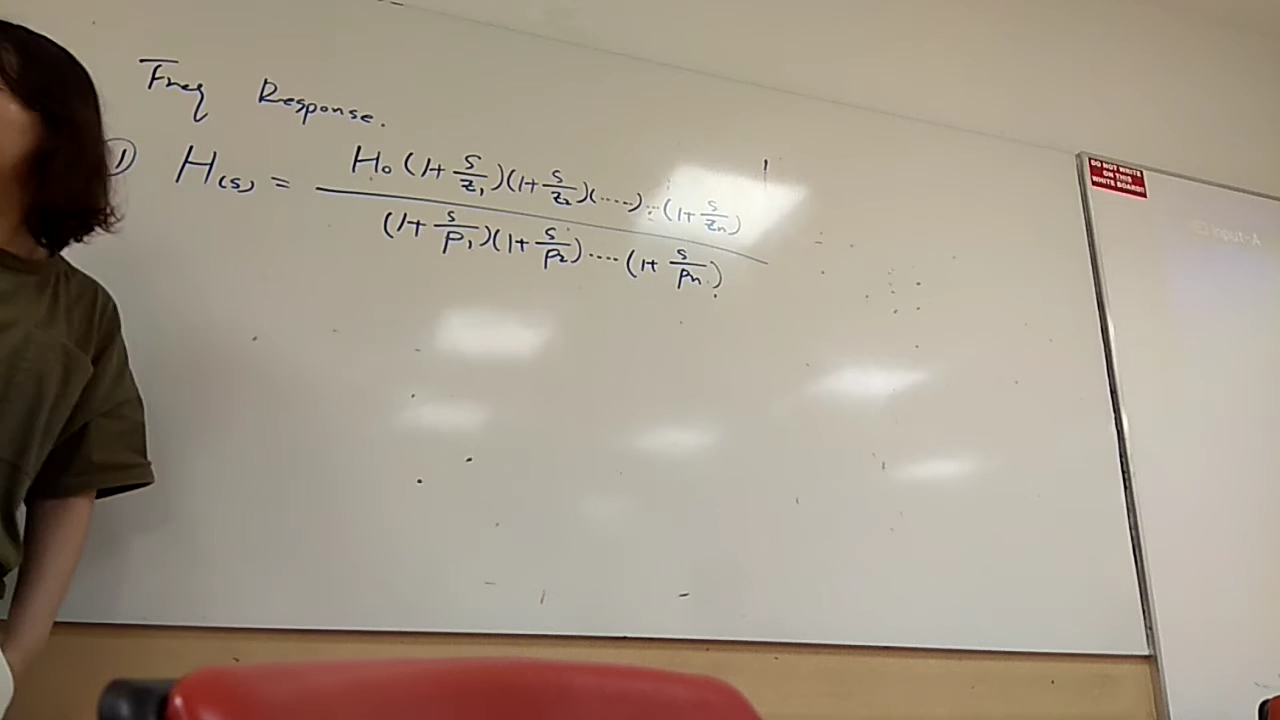 Freq Response.
① H(s) = H₀(1+s/z₁)(1+s/z₂)(.....)...(1+s/zₙ)
(1+s/p₁)(1+s/p₂)....(1+s/pₙ)
DO NOT WRITE
ON THIS
WHITE BOARD!!
Input-A